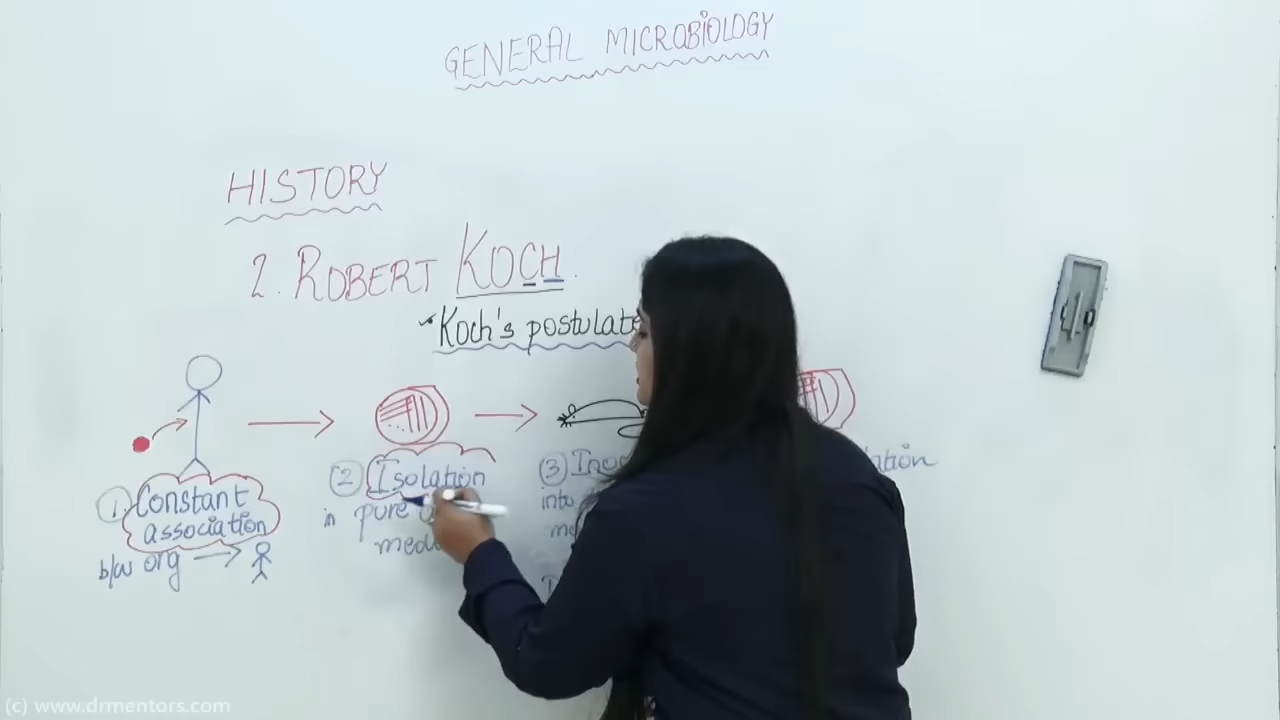 GENERAL MICROBIOLOGY
HISTORY
2. ROBERT KOCH.
Koch's postulate
1. Constant
association
b/w org
2 Isolation
in pure
3
into
(c) www.drmentors.com